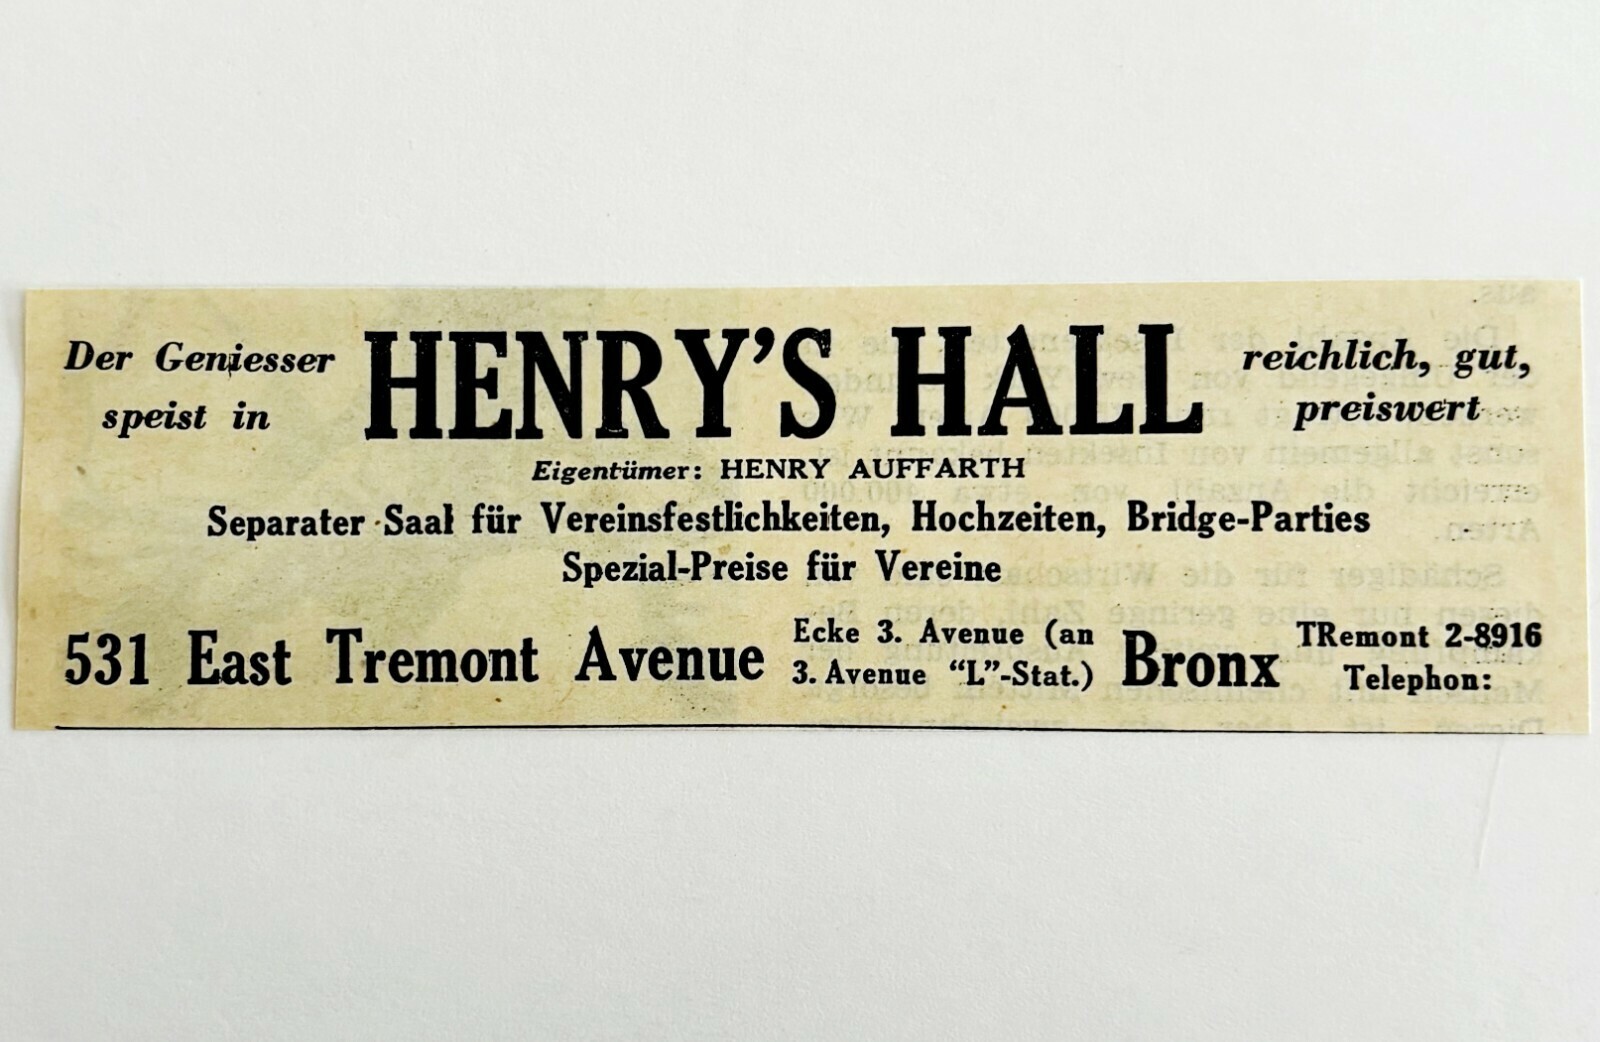 Der Geniesser
speist in
HENRY'S HALL
reichlich, gut,
preiswert
Eigentümer: HENRY AUFFARTH
Separater Saal für Vereinsfestlichkeiten, Hochzeiten, Bridge-Parties
Spezial-Preise für Vereine
531 East Tremont Avenue
Ecke 3. Avenue (an
3. Avenue “L”-Stat.)
Bronx
TRemont 2-8916
Telephon: